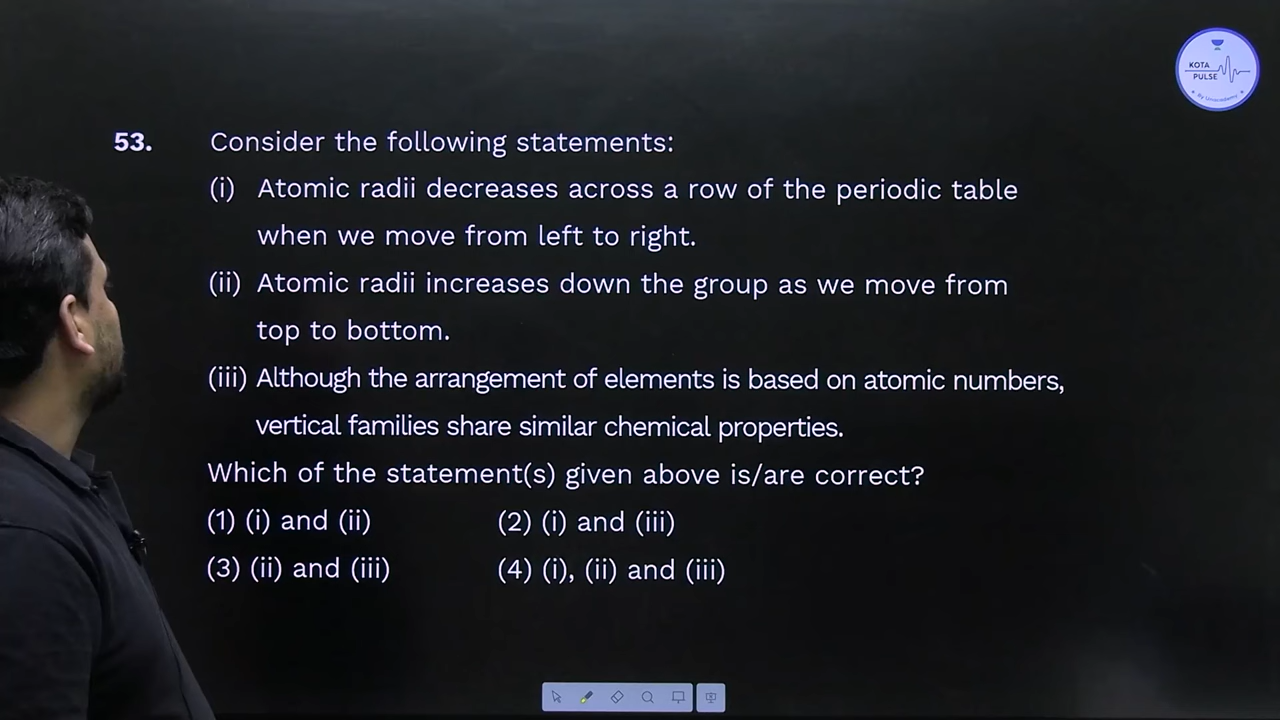 KOTA
PULSE
By Unacademy
53. Consider the following statements:
(i) Atomic radii decreases across a row of the periodic table
when we move from left to right.
(ii) Atomic radii increases down the group as we move from
top to bottom.
(iii) Although the arrangement of elements is based on atomic numbers,
vertical families share similar chemical properties.
Which of the statement(s) given above is/are correct?
(1) (i) and (ii) (2) (i) and (iii)
(3) (ii) and (iii) (4) (i), (ii) and (iii)